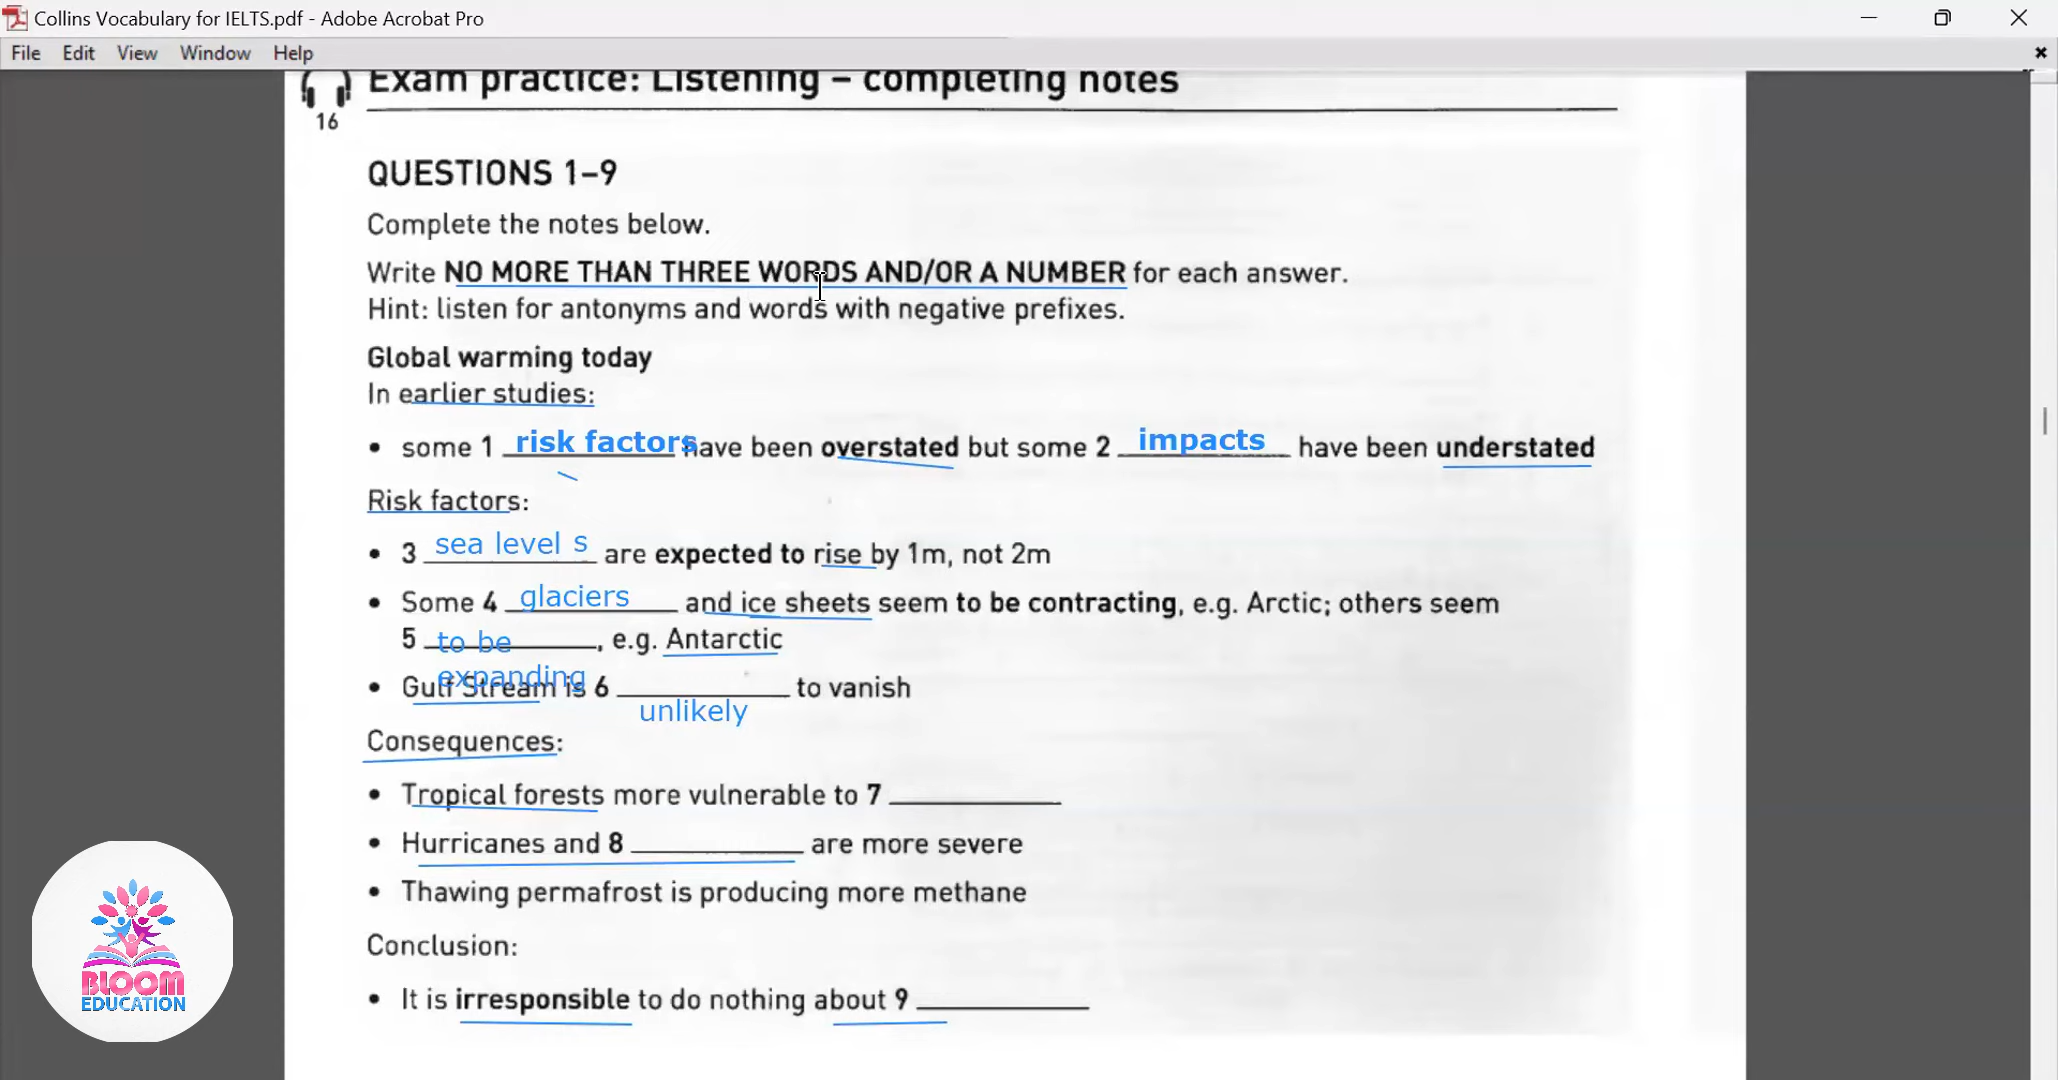 Collins Vocabulary for IELTS.pdf - Adobe Acrobat Pro
File Edit View Window Help
Exam practice: Listening – completing notes
16
QUESTIONS 1–9
Complete the notes below.
Write NO MORE THAN THREE WORDS AND/OR A NUMBER for each answer.
Hint: listen for antonyms and words with negative prefixes.
Global warming today
In earlier studies:
• some 1 risk factors have been overstated but some 2 impacts have been understated
Risk factors:
• 3 sea level s are expected to rise by 1m, not 2m
• Some 4 glaciers and ice sheets seem to be contracting, e.g. Arctic; others seem
5 to be expanding, e.g. Antarctic
• Gulf Stream is 6 unlikely to vanish
Consequences:
• Tropical forests more vulnerable to 7
• Hurricanes and 8 are more severe
• Thawing permafrost is producing more methane
Conclusion:
• It is irresponsible to do nothing about 9
BLOOM
EDUCATION